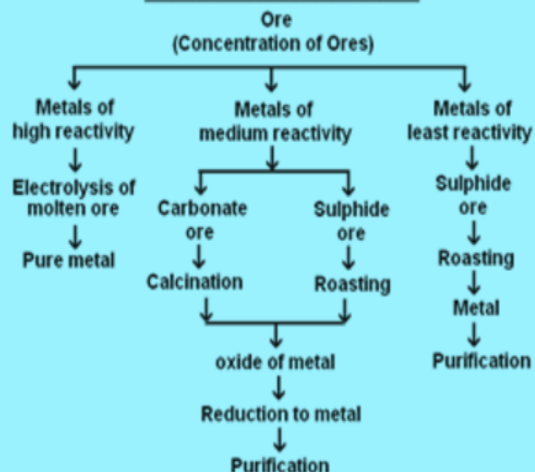 Ore
(Concentration of Ores)
Metals of
high reactivity
Electrolysis of
molten ore
Pure metal
Metals of
medium reactivity
Carbonate
ore
Calcination
Sulphide
ore
Roasting
oxide of metal
Reduction to metal
Purification
Metals of
least reactivity
Sulphide
ore
Roasting
Metal
Purification